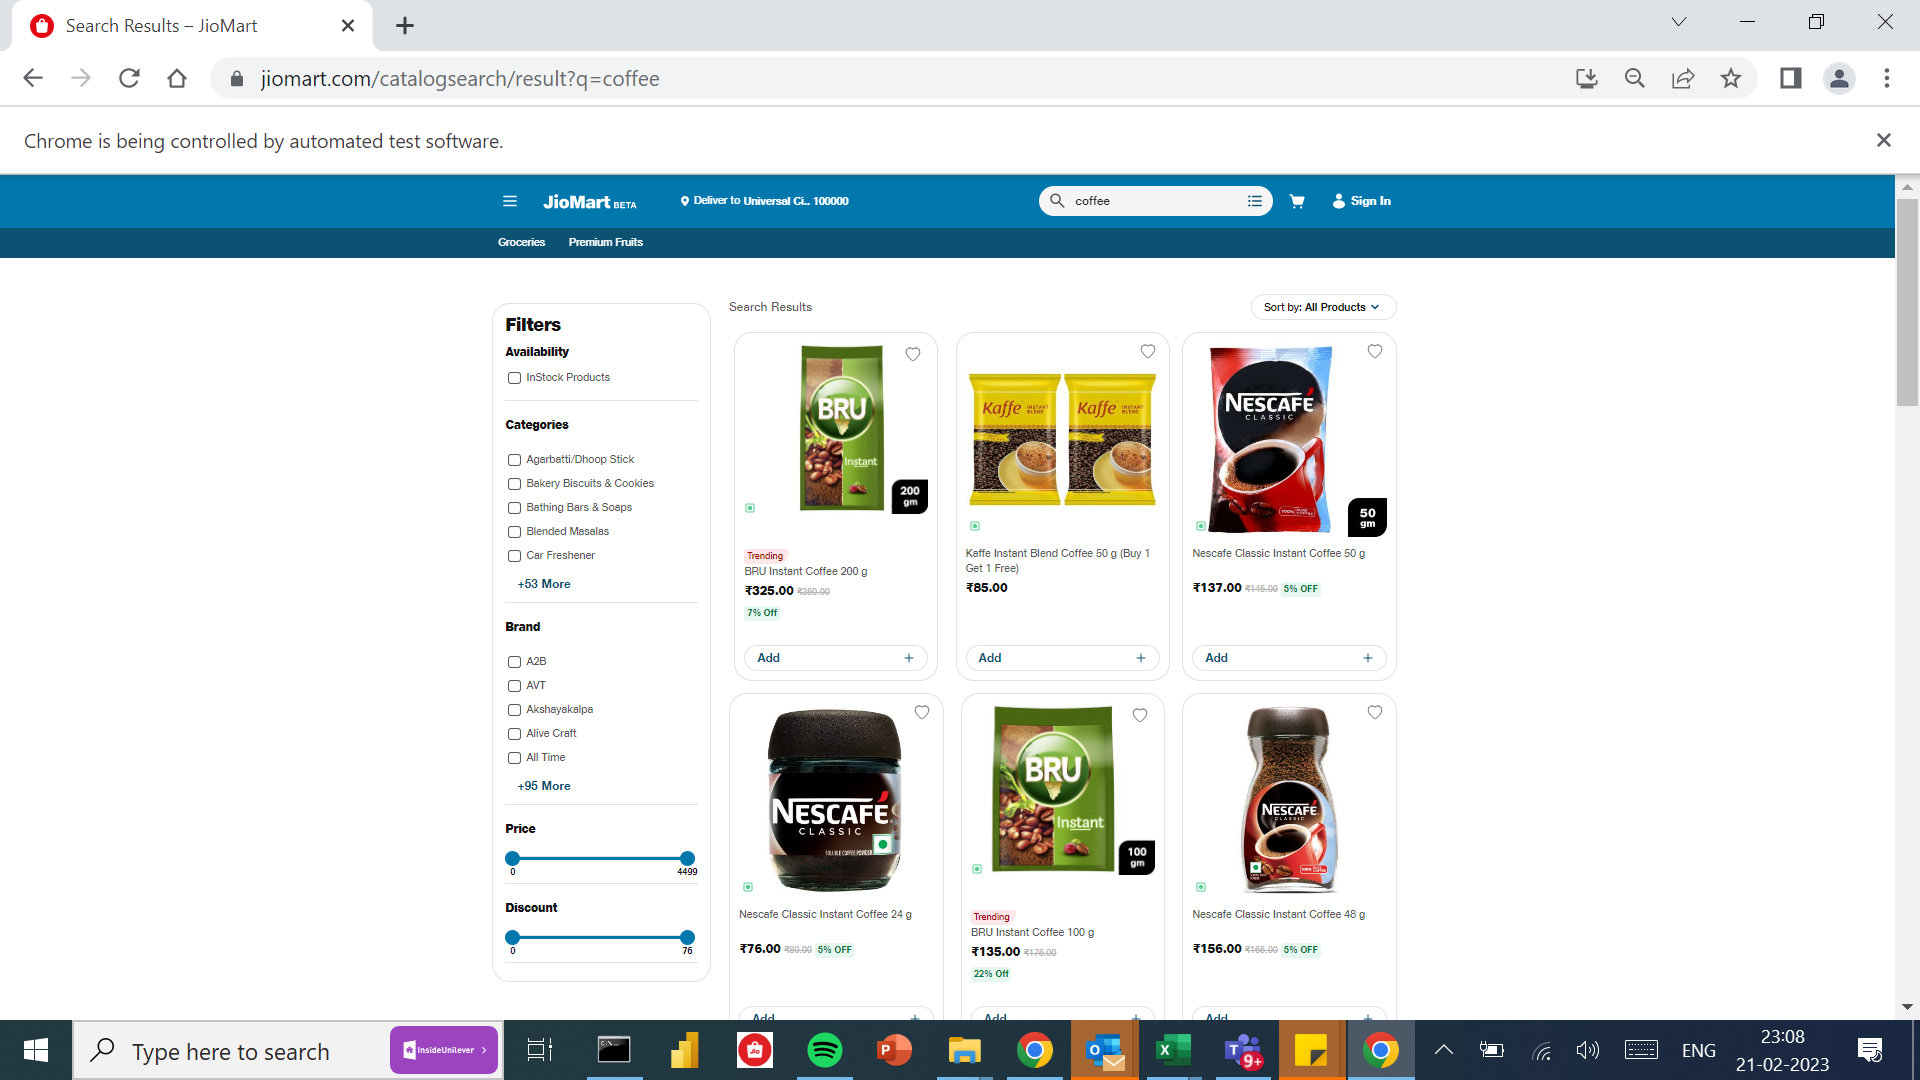 Search Results – JioMart
jiomart.com/catalogsearch/result?q=coffee
Chrome is being controlled by automated test software.
JioMart BETA
Deliver to Universal Ci.. 100000
coffee
Sign In
Groceries
Premium Fruits
Filters
Availability
InStock Products
Categories
Agarbatti/Dhoop Stick
Bakery Biscuits & Cookies
Bathing Bars & Soaps
Blended Masalas
Car Freshener
+53 More
Brand
A2B
AVT
Akshayakalpa
Alive Craft
All Time
+95 More
Price
0
4499
Discount
0
76
Search Results
Sort by: All Products
BRU
Instant
200
gm
Trending
BRU Instant Coffee 200 g
₹325.00 ₹350.00
7% Off
Add
Kaffe INSTANT BLEND
Kaffe INSTANT BLEND
Kaffe Instant Blend Coffee 50 g (Buy 1
Get 1 Free)
₹85.00
Add
NESCAFÉ
CLASSIC
50
gm
Nescafe Classic Instant Coffee 50 g
₹137.00 ₹145.00 5% OFF
Add
NESCAFÉ
CLASSIC
Nescafe Classic Instant Coffee 24 g
₹76.00 ₹80.00 5% OFF
Add
BRU
Instant
100
gm
Trending
BRU Instant Coffee 100 g
₹135.00 ₹175.00
22% Off
Add
NESCAFÉ
CLASSIC
Nescafe Classic Instant Coffee 48 g
₹156.00 ₹165.00 5% OFF
Add
Type here to search
InsideUnilever
Jio
9+
ENG
23:08
21-02-2023